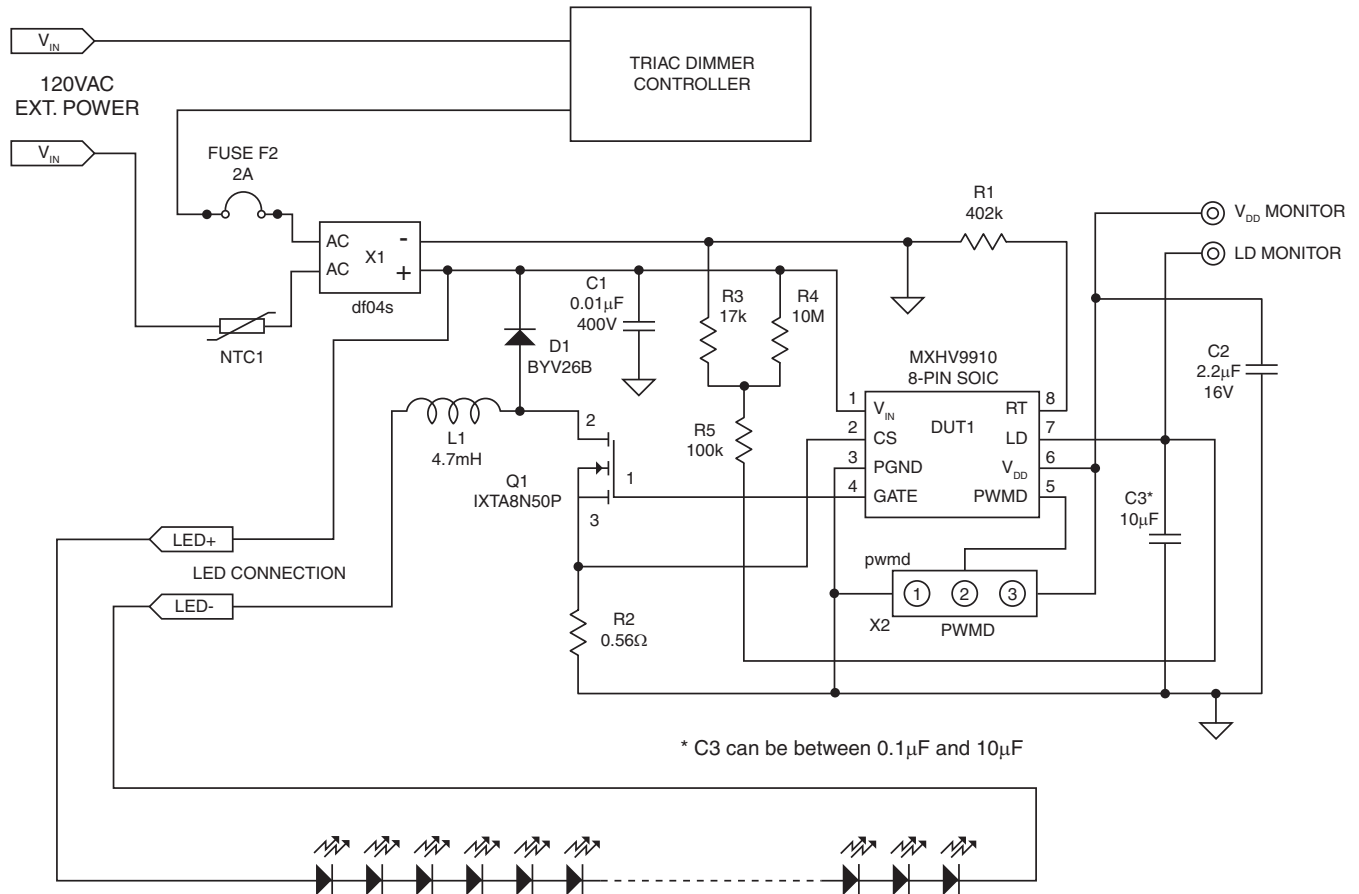 V_IN
120VAC
EXT. POWER
V_IN
TRIAC DIMMER
CONTROLLER
FUSE F2
2A
AC
AC
X1
-
+
df04s
NTC1
R1
402k
V_DD MONITOR
LD MONITOR
C1
0.01µF
400V
R3
17k
R4
10M
D1
BYV26B
MXHV9910
8-PIN SOIC
C2
2.2µF
16V
L1
4.7mH
R5
100k
Q1
IXTA8N50P
2
1
3
1
2
3
4
V_IN
CS
PGND
GATE
DUT1
RT
LD
V_DD
PWMD
8
7
6
5
C3*
10µF
LED+
LED CONNECTION
LED-
pwmd
1 2 3
X2
PWMD
R2
0.56Ω
* C3 can be between 0.1µF and 10µF